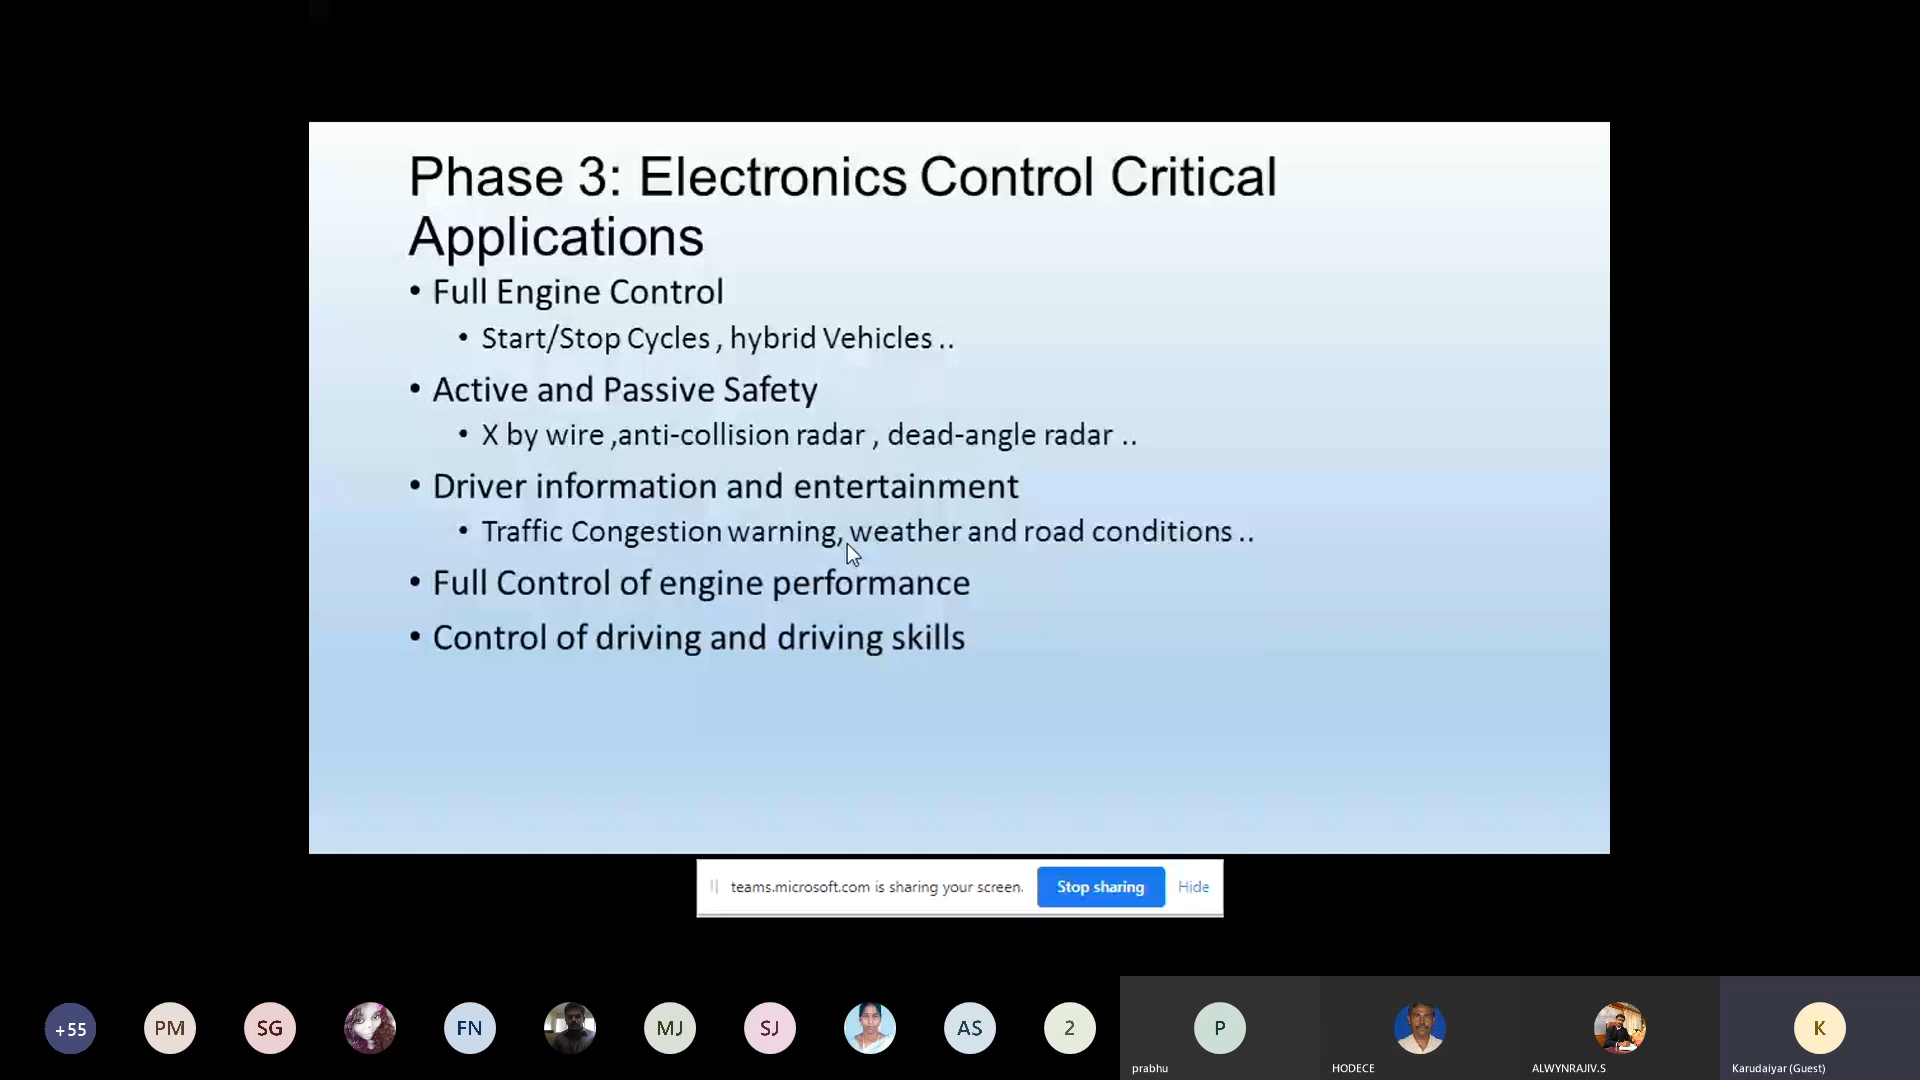 Phase 3: Electronics Control Critical
Applications
• Full Engine Control
• Start/Stop Cycles , hybrid Vehicles ..
• Active and Passive Safety
• X by wire ,anti-collision radar , dead-angle radar ..
• Driver information and entertainment
• Traffic Congestion warning, weather and road conditions ..
• Full Control of engine performance
• Control of driving and driving skills
teams.microsoft.com is sharing your screen. Stop sharing Hide
+55 PM SG FN MJ SJ AS 2 P K
prabhu HODECE ALWYNRAJIV.S Karudaiyar (Guest)